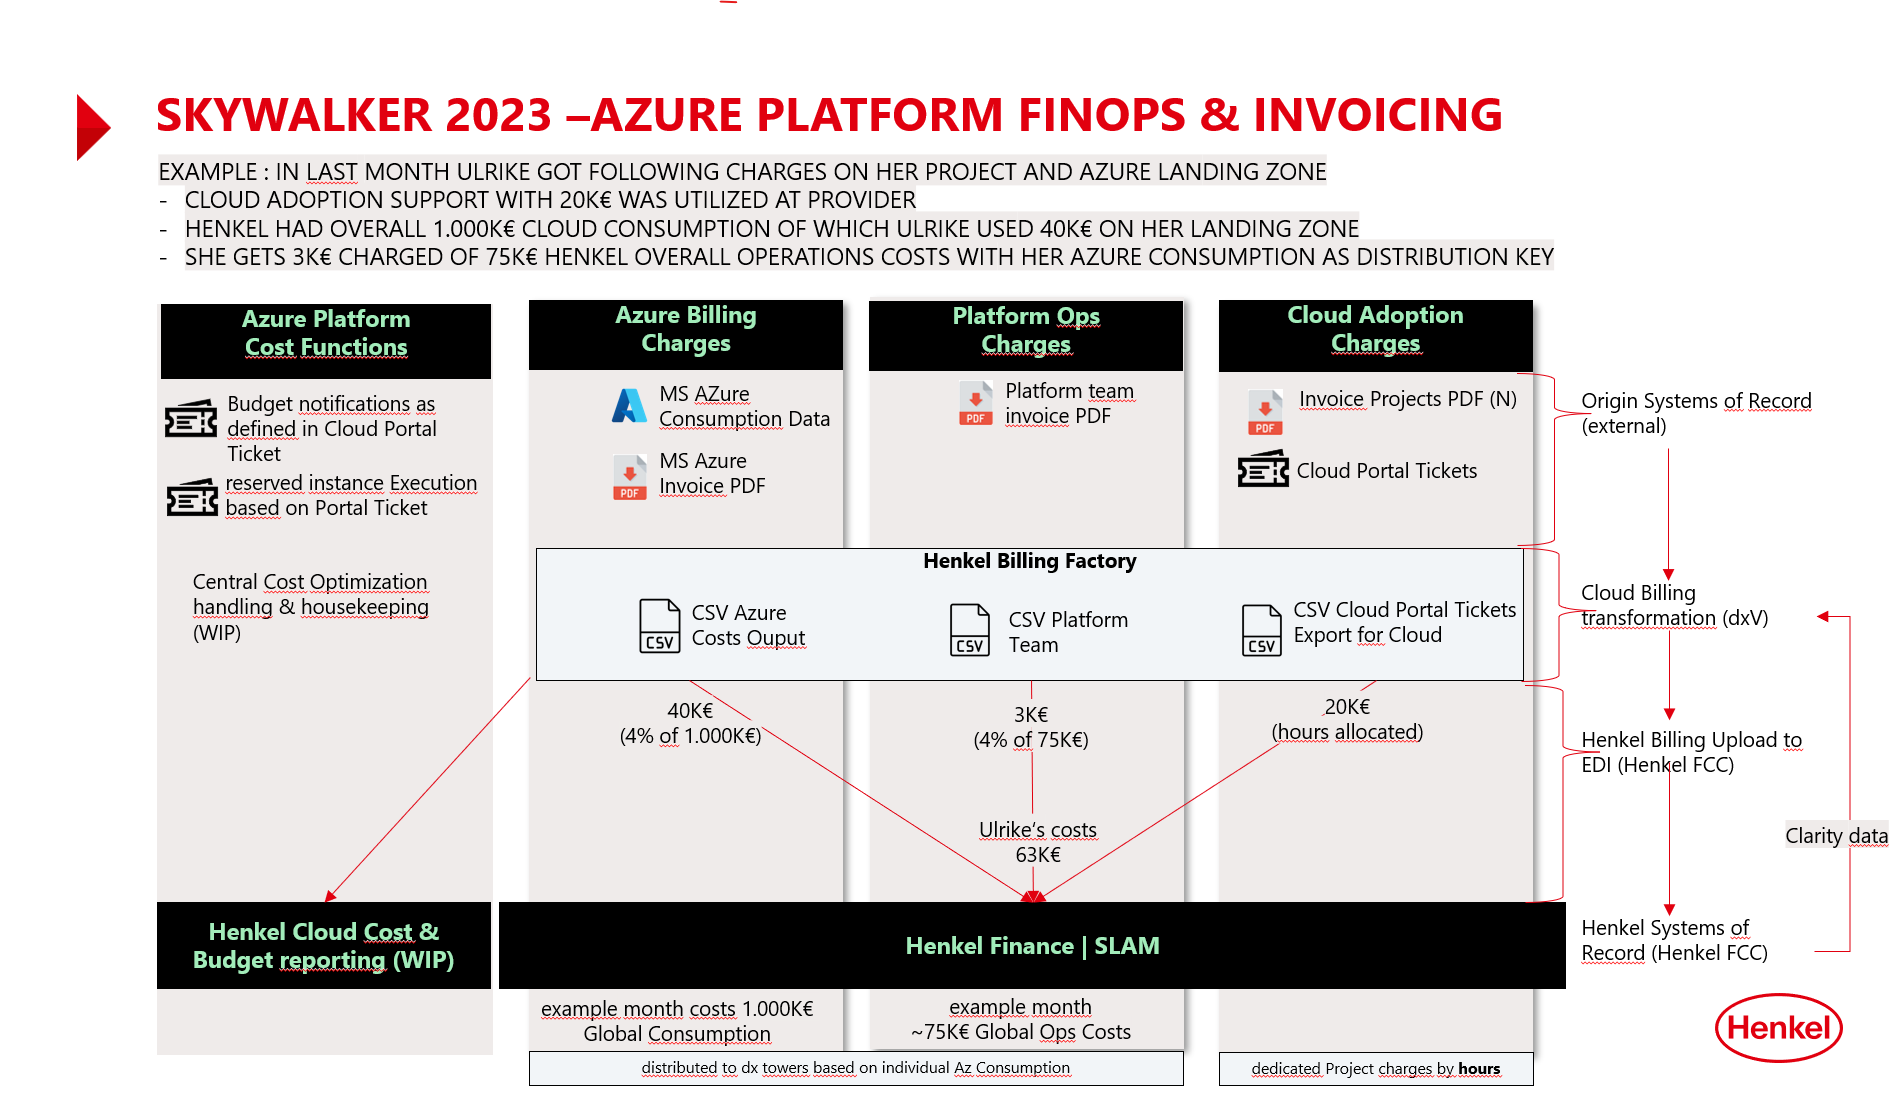 SKYWALKER 2023 –AZURE PLATFORM FINOPS & INVOICING
EXAMPLE : IN LAST MONTH ULRIKE GOT FOLLOWING CHARGES ON HER PROJECT AND AZURE LANDING ZONE
- CLOUD ADOPTION SUPPORT WITH 20K€ WAS UTILIZED AT PROVIDER
- HENKEL HAD OVERALL 1.000K€ CLOUD CONSUMPTION OF WHICH ULRIKE USED 40K€ ON HER LANDING ZONE
- SHE GETS 3K€ CHARGED OF 75K€ HENKEL OVERALL OPERATIONS COSTS WITH HER AZURE CONSUMPTION AS DISTRIBUTION KEY
Azure Platform
Cost Functions
Budget notifications as
defined in Cloud Portal
Ticket
reserved instance Execution
based on Portal Ticket
Central Cost Optimization
handling & housekeeping
(WIP)
Henkel Cloud Cost &
Budget reporting (WIP)
Azure Billing
Charges
MS AZure
Consumption Data
PDF
MS Azure
Invoice PDF
Platform Ops
Charges
PDF
Platform team
invoice PDF
Cloud Adoption
Charges
PDF
Invoice Projects PDF (N)
Cloud Portal Tickets
Henkel Billing Factory
CSV
CSV Azure
Costs Ouput
CSV
CSV Platform
Team
CSV
CSV Cloud Portal Tickets
Export for Cloud
40K€
(4% of 1.000K€)
3K€
(4% of 75K€)
20K€
(hours allocated)
Ulrike's costs
63K€
Henkel Finance | SLAM
example month costs 1.000K€
Global Consumption
example month
~75K€ Global Ops Costs
distributed to dx towers based on individual Az Consumption
dedicated Project charges by hours
Origin Systems of Record
(external)
Cloud Billing
transformation (dxV)
Henkel Billing Upload to
EDI (Henkel FCC)
Clarity data
Henkel Systems of
Record (Henkel FCC)
Henkel